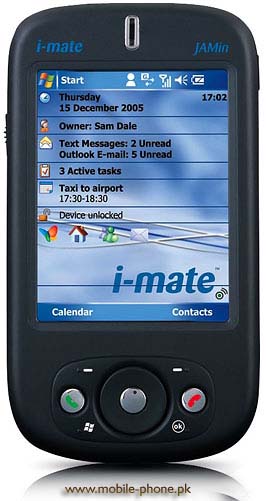 i-mate JAMin
Start
Thursday 17:02
15 December 2005
Owner: Sam Dale
Text Messages: 2 Unread
Outlook E-mail: 5 Unread
3 Active tasks
Taxi to airport
17:30-18:30
Device unlocked
i-mate™
Calendar Contacts
ok
www.mobile-phone.pk